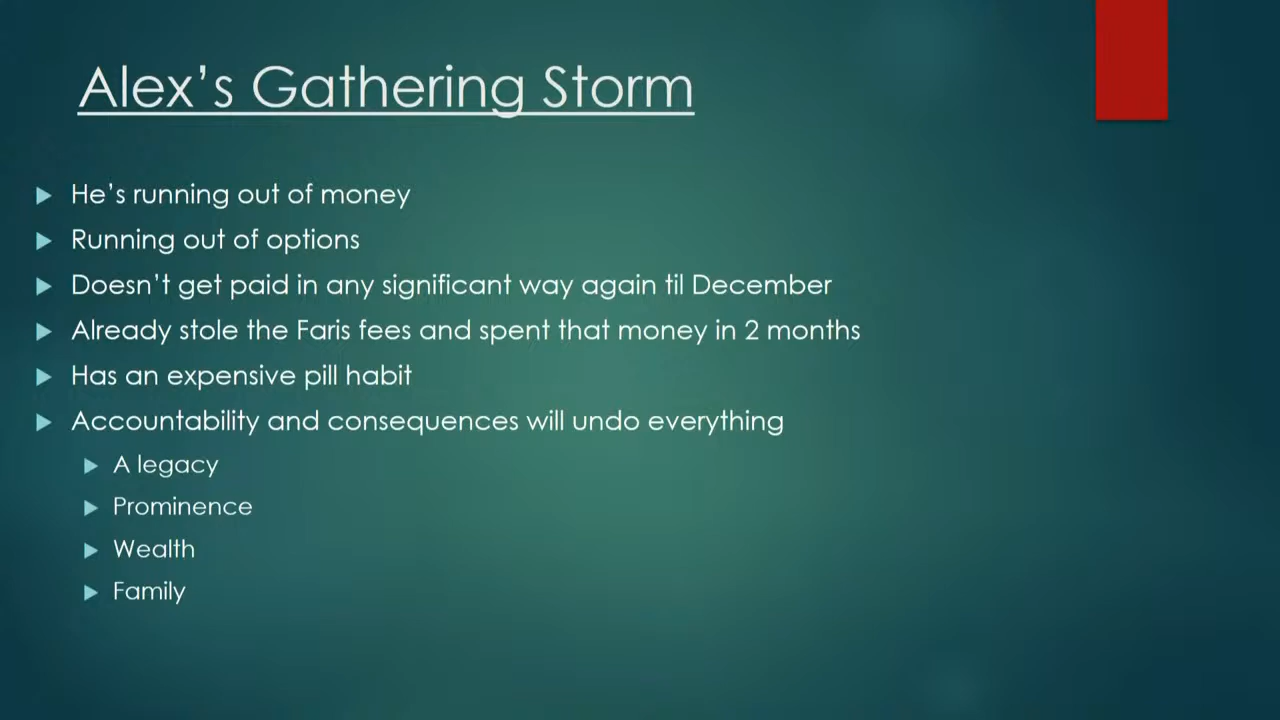 Alex’s Gathering Storm
He’s running out of money
Running out of options
Doesn’t get paid in any significant way again til December
Already stole the Faris fees and spent that money in 2 months
Has an expensive pill habit
Accountability and consequences will undo everything
A legacy
Prominence
Wealth
Family